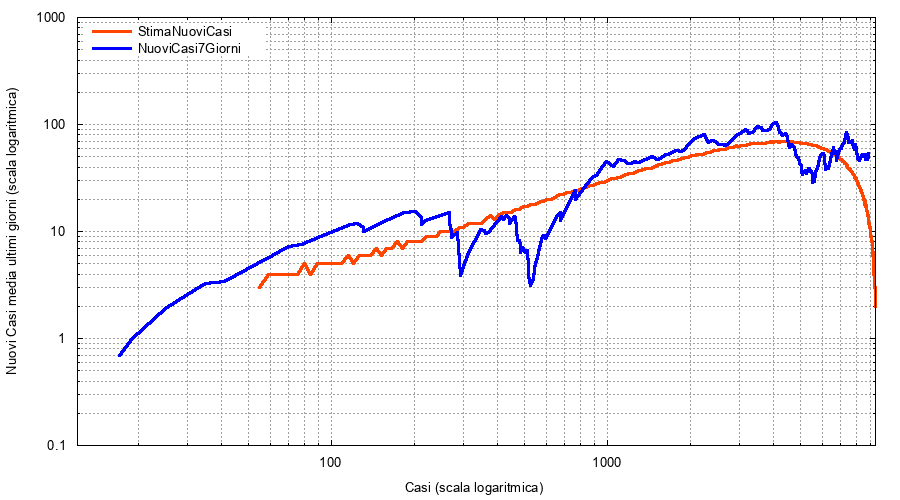 1000
StimaNuoviCasi
NuoviCasi7Giorni
100
10
1
0.1
Nuovi Casi media ultimi giorni (scala logaritmica)
100 1000
Casi (scala logaritmica)